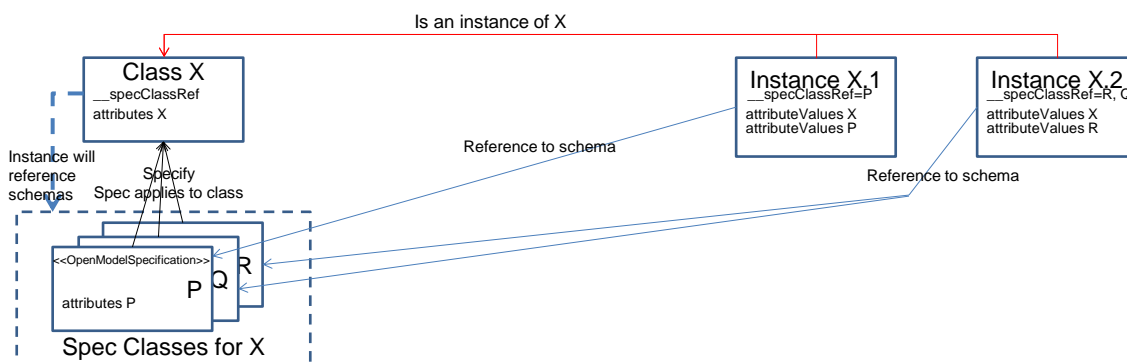 Is an instance of X
Class X
__specClassRef
attributes X
Instance X,1
__specClassRef=P
attributeValues X
attributeValues P
Instance X,2
__specClassRef=R, Q
attributeValues X
attributeValues R
Instance will
reference
schemas
Specify
Spec applies to class
Reference to schema
Reference to schema
<<OpenModelSpecification>>
attributes P
P
Q
R
Spec Classes for X